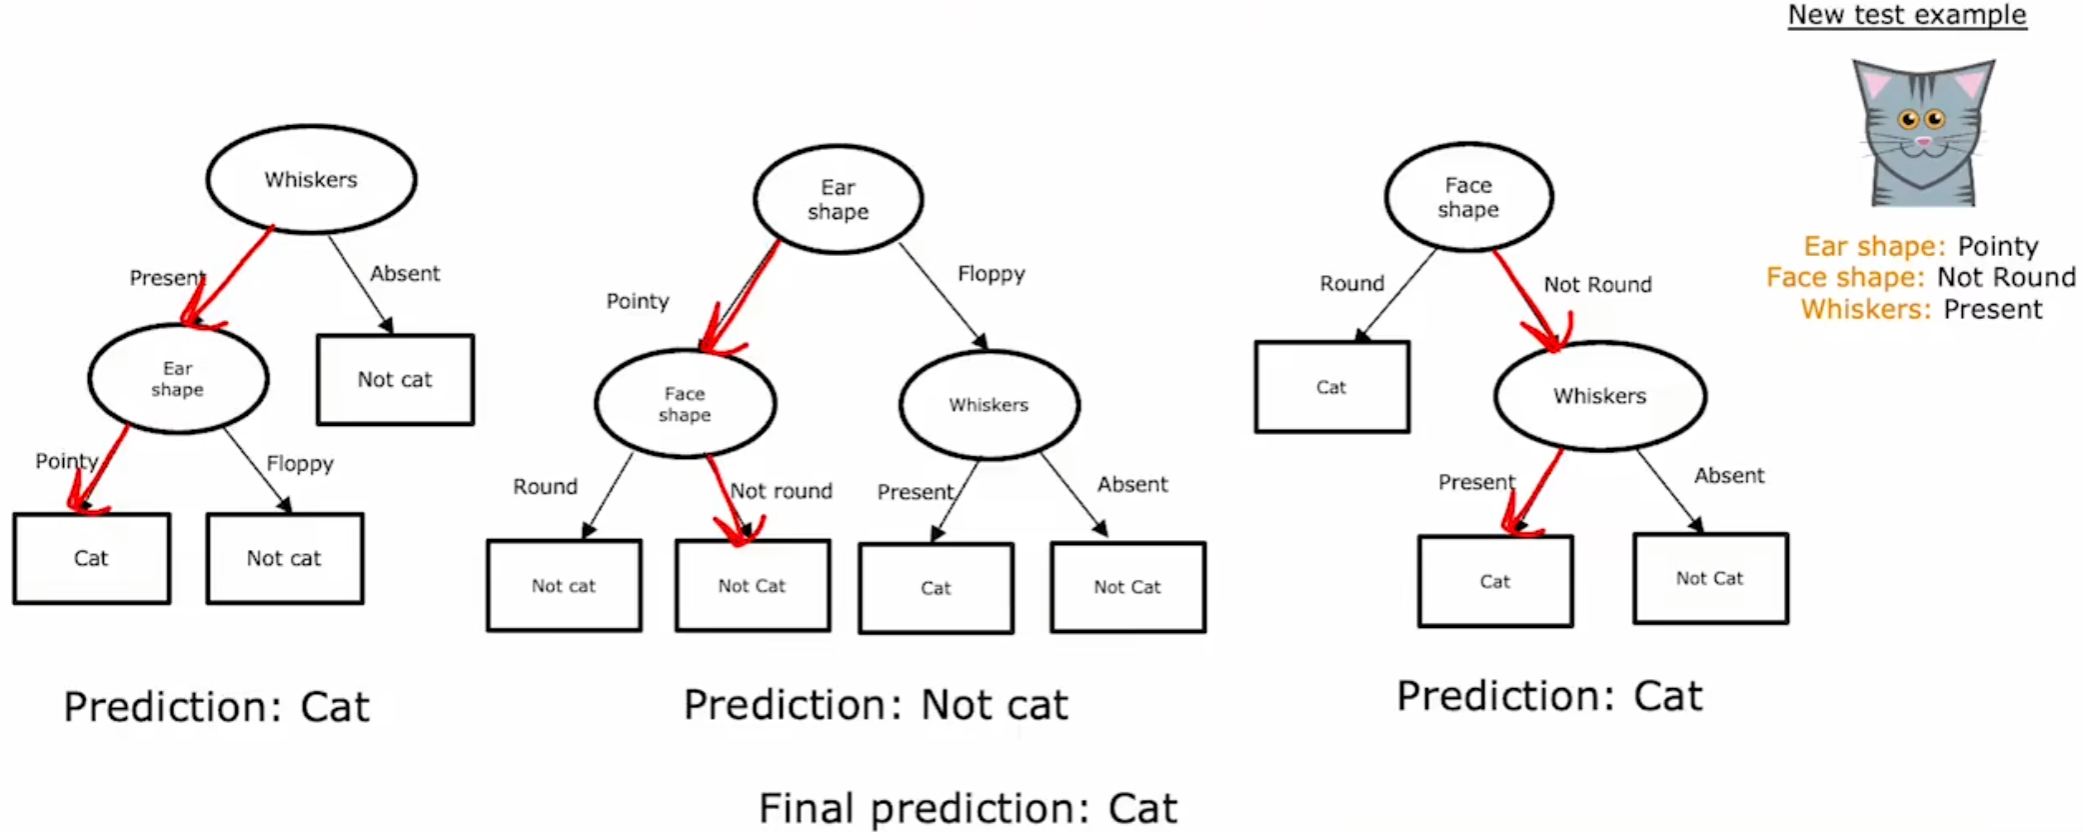 New test example
Ear shape: Pointy
Face shape: Not Round
Whiskers: Present
Whiskers
Present
Absent
Ear
shape
Not cat
Pointy
Floppy
Cat
Not cat
Prediction: Cat
Ear
shape
Pointy
Floppy
Face
shape
Whiskers
Round
Not round
Present
Absent
Not cat
Not Cat
Cat
Not Cat
Prediction: Not cat
Face
shape
Round
Not Round
Cat
Whiskers
Present
Absent
Cat
Not Cat
Prediction: Cat
Final prediction: Cat